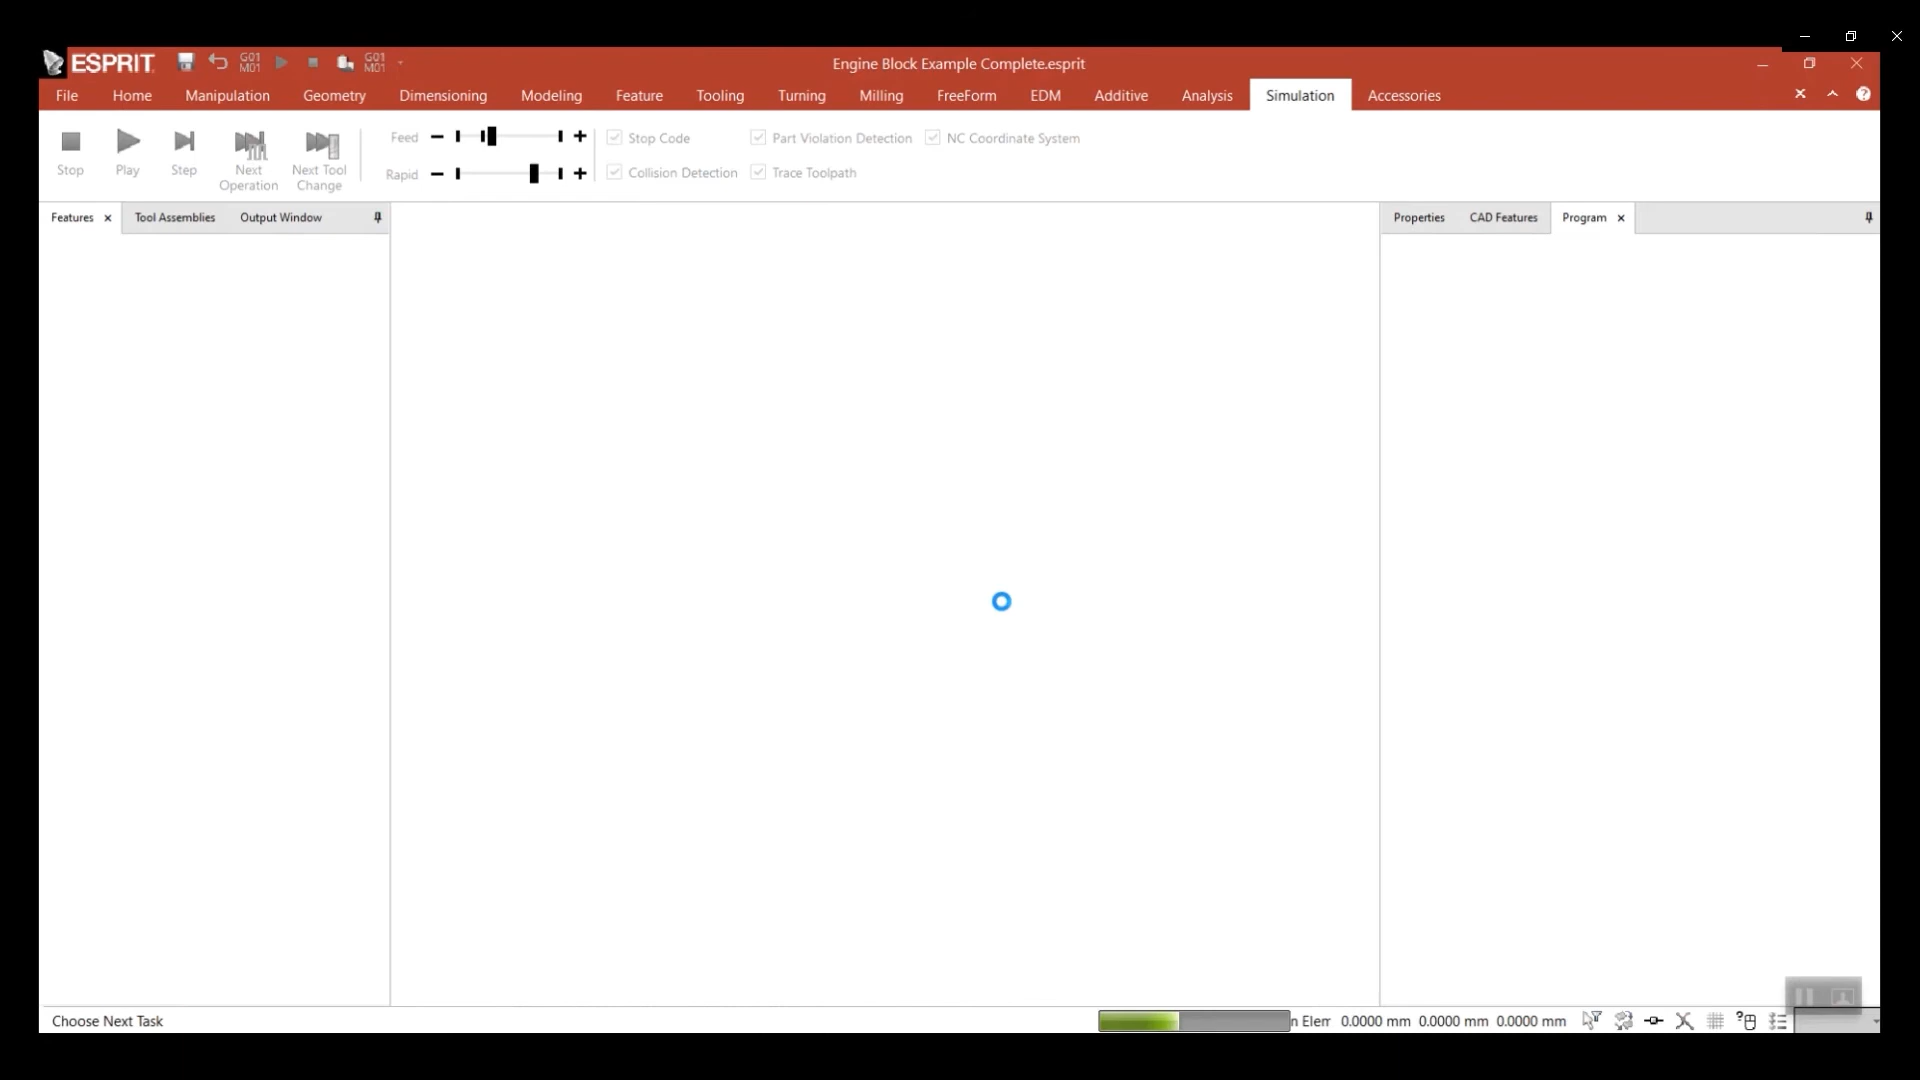 ESPRIT
G01 M01
G01 M01
Engine Block Example Complete.esprit
File Home Manipulation Geometry Dimensioning Modeling Feature Tooling Turning Milling FreeForm EDM Additive Analysis Simulation Accessories
Stop Play Step Next Operation Next Tool Change
Feed
Rapid
Stop Code Part Violation Detection NC Coordinate System
Collision Detection Trace Toolpath
Features Tool Assemblies Output Window
Properties CAD Features Program
Choose Next Task
0.0000 mm 0.0000 mm 0.0000 mm